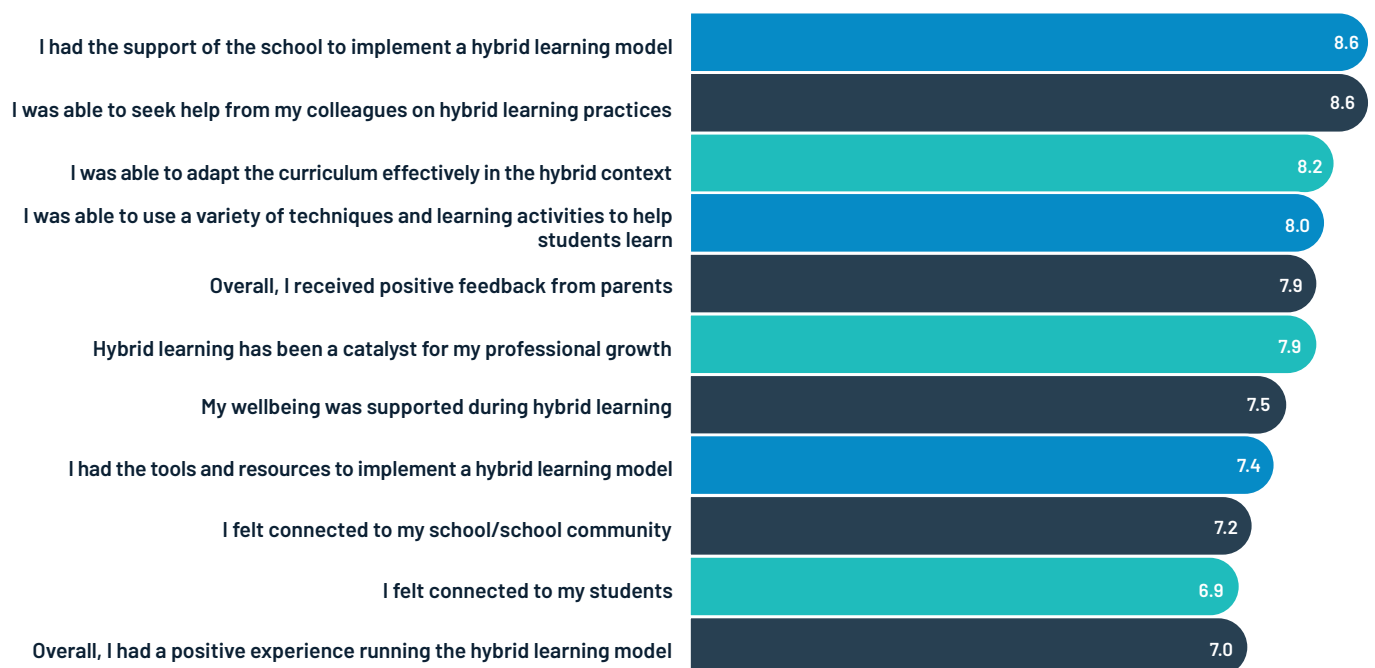 I had the support of the school to implement a hybrid learning model 8.6
I was able to seek help from my colleagues on hybrid learning practices 8.6
I was able to adapt the curriculum effectively in the hybrid context 8.2
I was able to use a variety of techniques and learning activities to help
students learn 8.0
Overall, I received positive feedback from parents 7.9
Hybrid learning has been a catalyst for my professional growth 7.9
My wellbeing was supported during hybrid learning 7.5
I had the tools and resources to implement a hybrid learning model 7.4
I felt connected to my school/school community 7.2
I felt connected to my students 6.9
Overall, I had a positive experience running the hybrid learning model 7.0